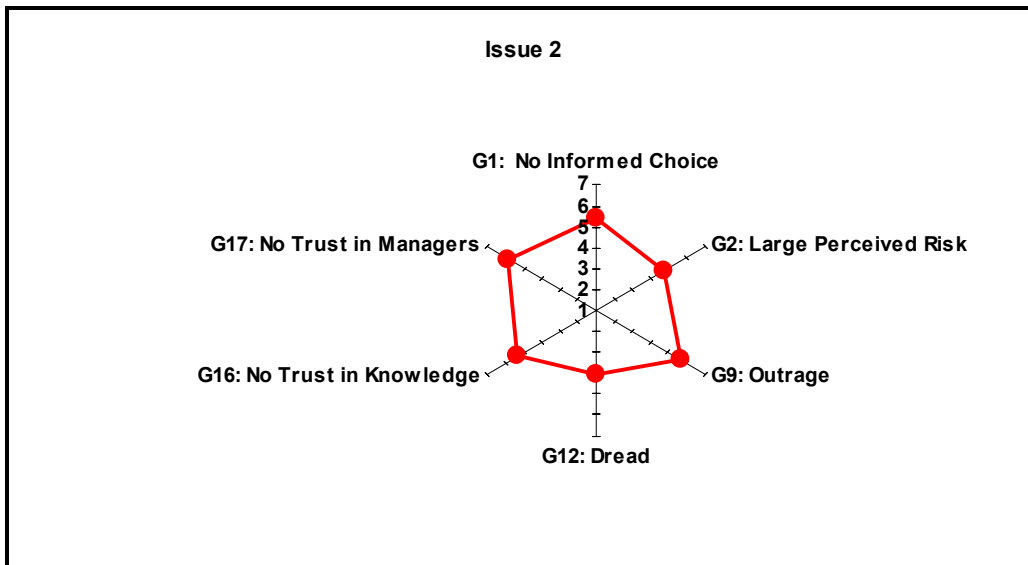 Issue 2
G1: No Informed Choice
7
6
5
4
3
2
1
G17: No Trust in Managers
G2: Large Perceived Risk
G16: No Trust in Knowledge
G9: Outrage
G12: Dread